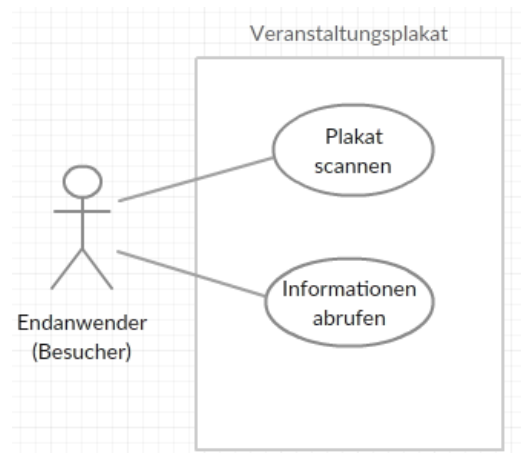 Veranstaltungsplakat
Plakat
scannen
Informationen
abrufen
Endanwender
(Besucher)